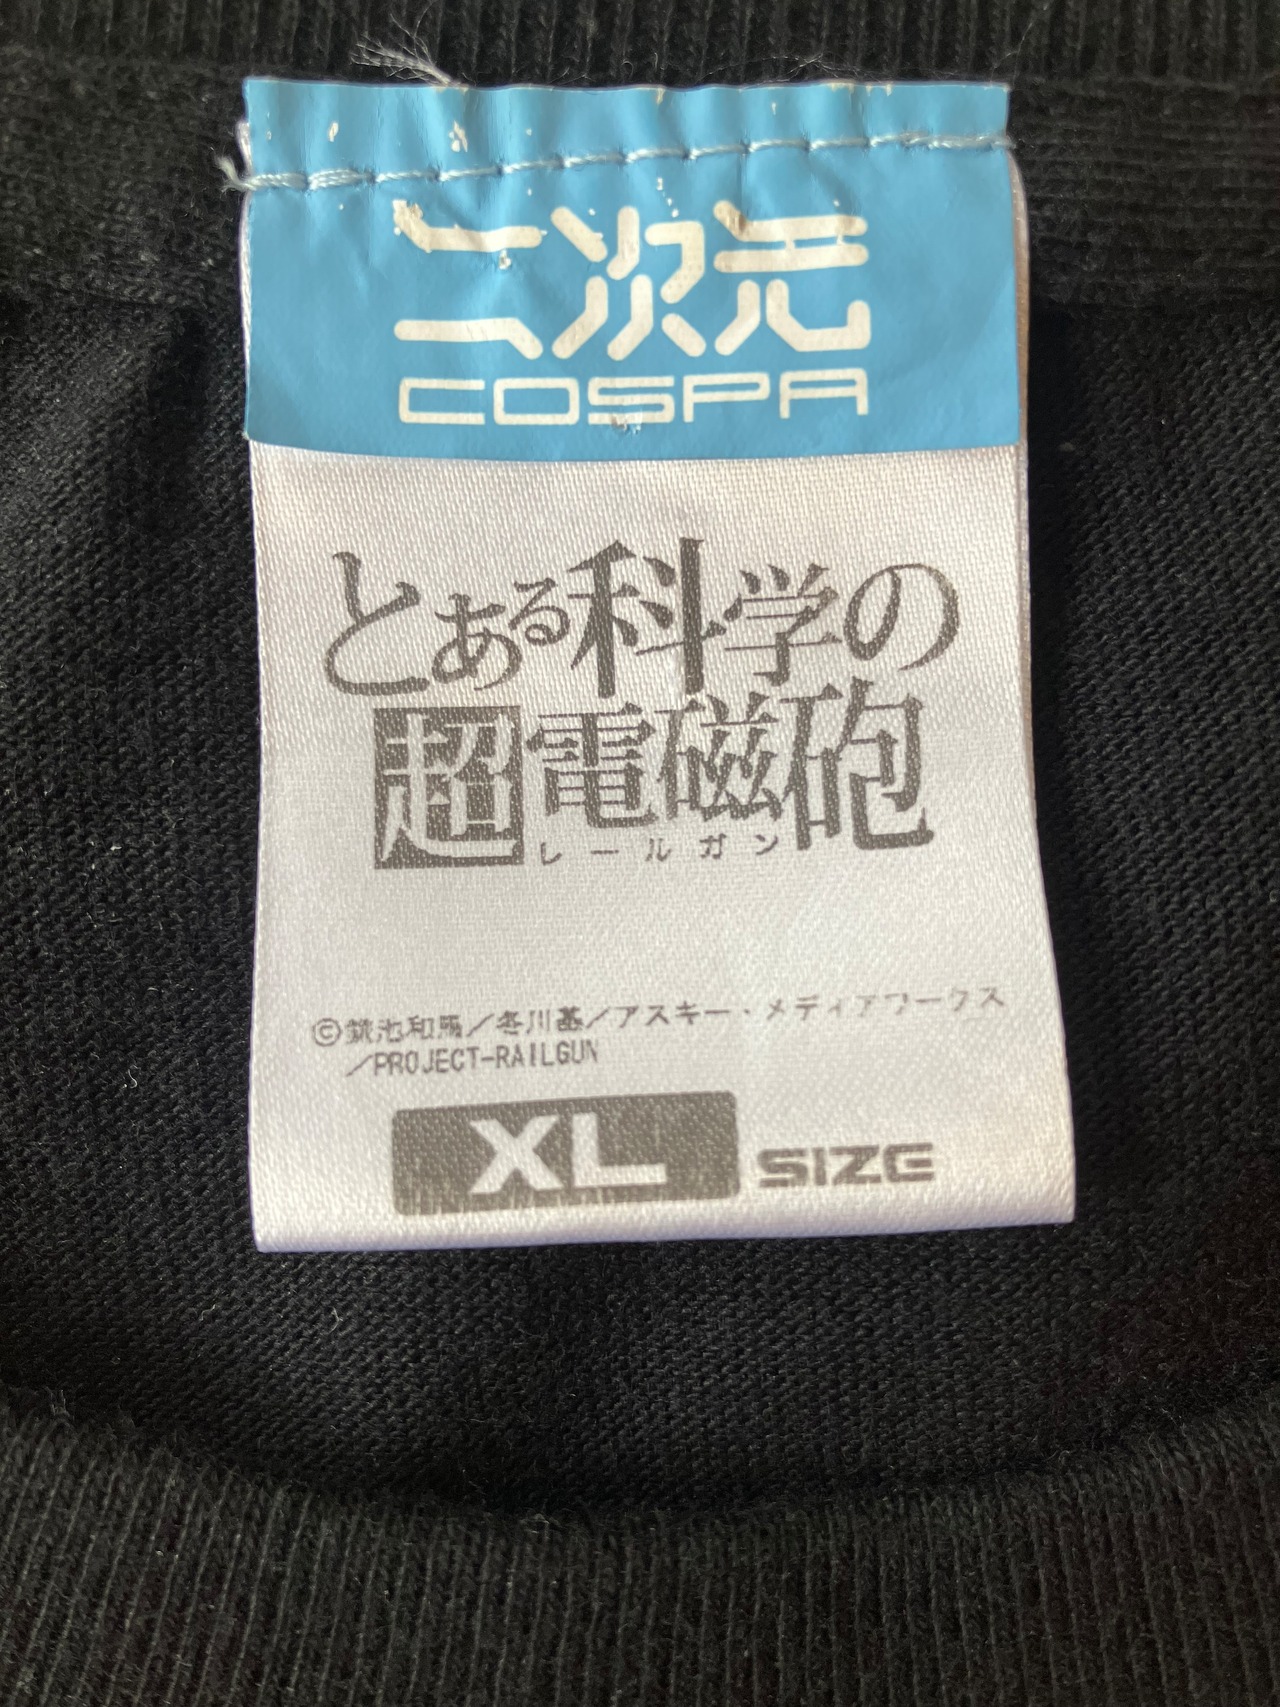 二次元
COSPA
とある科学の
超電磁砲
レールガン
©鎌池和馬／冬川基／アスキー・メディアワークス
／PROJECT-RAILGUN
XL SIZE